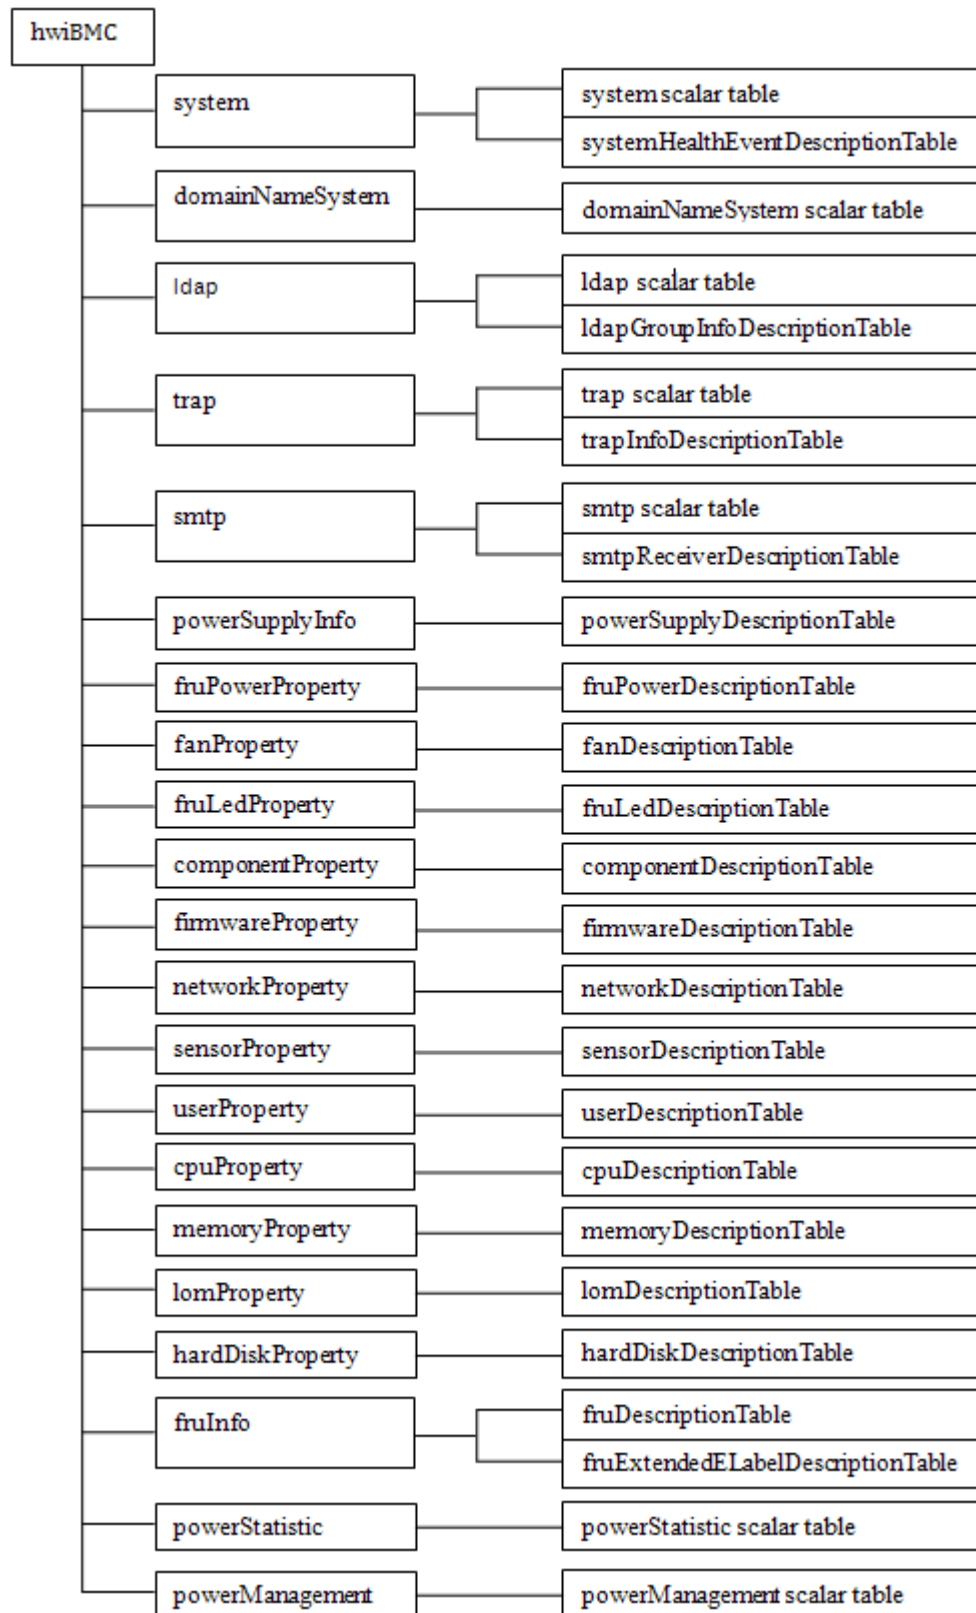 hwiBMC
system
system scalar table
systemHealthEventDescriptionTable
domainNameSystem
domainNameSystem scalar table
ldap
ldap scalar table
ldapGroupInfoDescriptionTable
trap
trap scalar table
trapInfoDescriptionTable
smtp
smtp scalar table
smtpReceiverDescriptionTable
powerSupplyInfo
powerSupplyDescriptionTable
fruPowerProperty
fruPowerDescriptionTable
fanProperty
fanDescriptionTable
fruLedProperty
fruLedDescriptionTable
componentProperty
componentDescriptionTable
firmwareProperty
firmwareDescriptionTable
networkProperty
networkDescriptionTable
sensorProperty
sensorDescriptionTable
userProperty
userDescriptionTable
cpuProperty
cpuDescriptionTable
memoryProperty
memoryDescriptionTable
lomProperty
lomDescriptionTable
hardDiskProperty
hardDiskDescriptionTable
fruInfo
fruDescriptionTable
fruExtendedELabelDescriptionTable
powerStatistic
powerStatistic scalar table
powerManagement
powerManagement scalar table